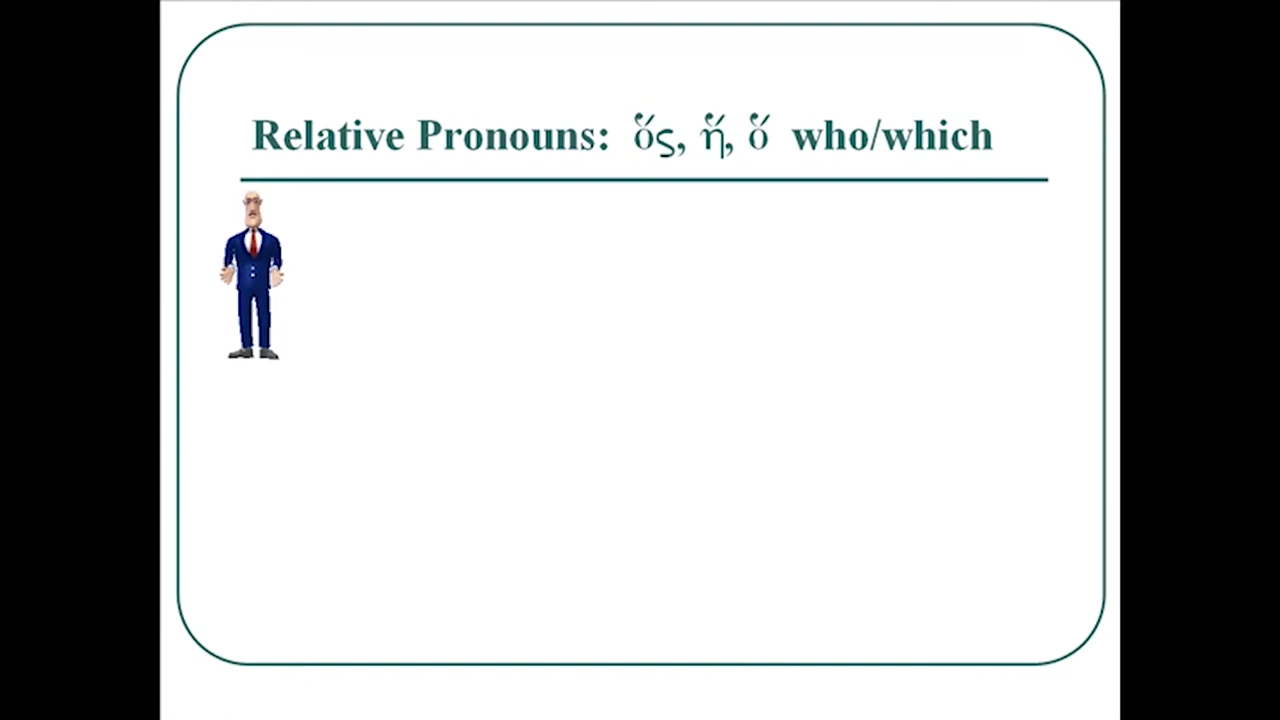 Relative Pronouns: ὅς, ἥ, ὅ who/which